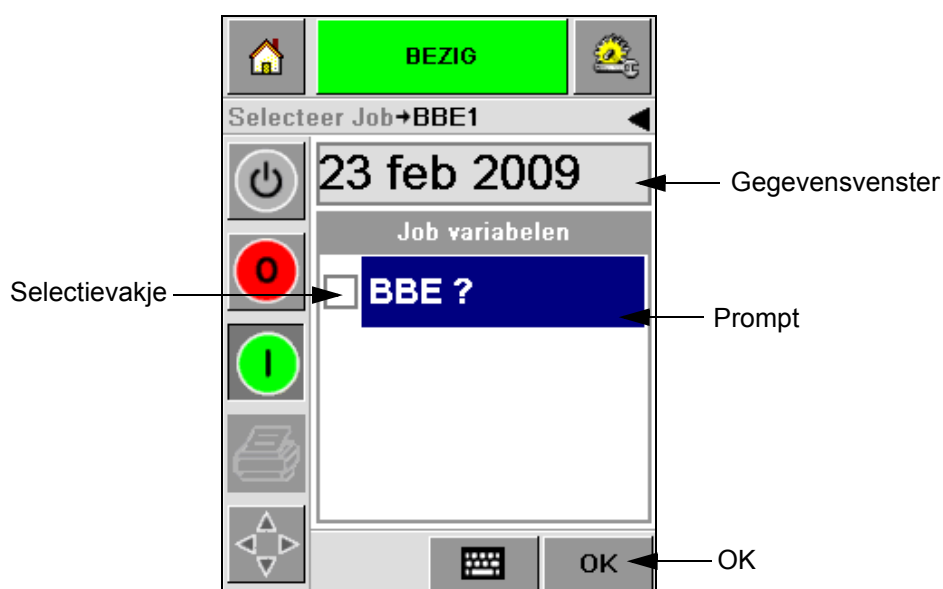 BEZIG
Selecteer Job→BBE1
23 feb 2009
Gegevensvenster
Job variabelen
O
Selectievakje
BBE ?
Prompt
I
OK
OK